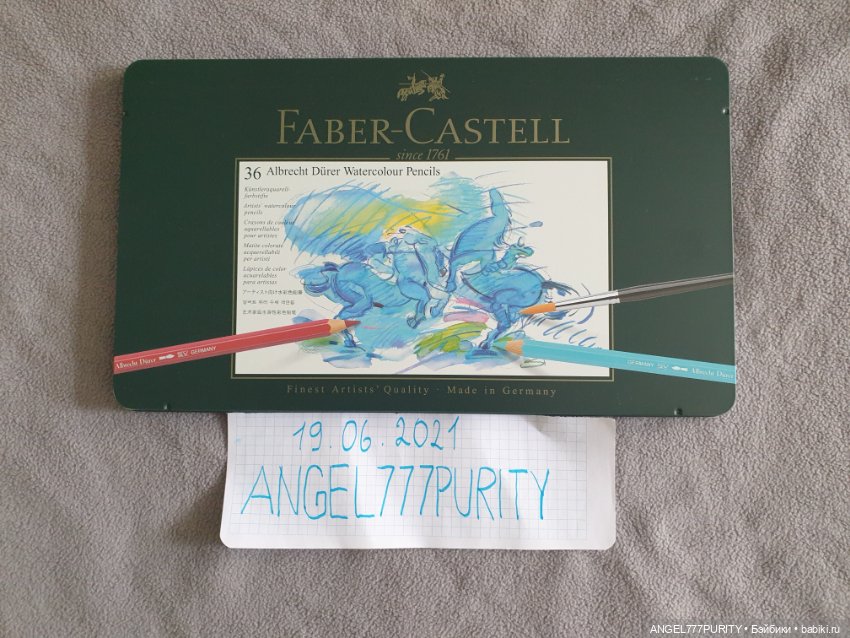 FABER-CASTELL
since 1761
36 Albrecht Dürer Watercolour Pencils
Künstleraquarell-
farbstifte
Artists' watercolour
pencils
Crayons de couleur
aquarellables
pour artistes
Matite colorate
acquerellabili
per artisti
Lápices de color
acuarelables
para artistas
Albrecht Dürer GERMANY
GERMANY Albrecht Dürer
Finest Artists' Quality · Made in Germany
19.06.2021
ANGEL777PURITY
ANGEL777PURITY • Бэйбики • babiki.ru